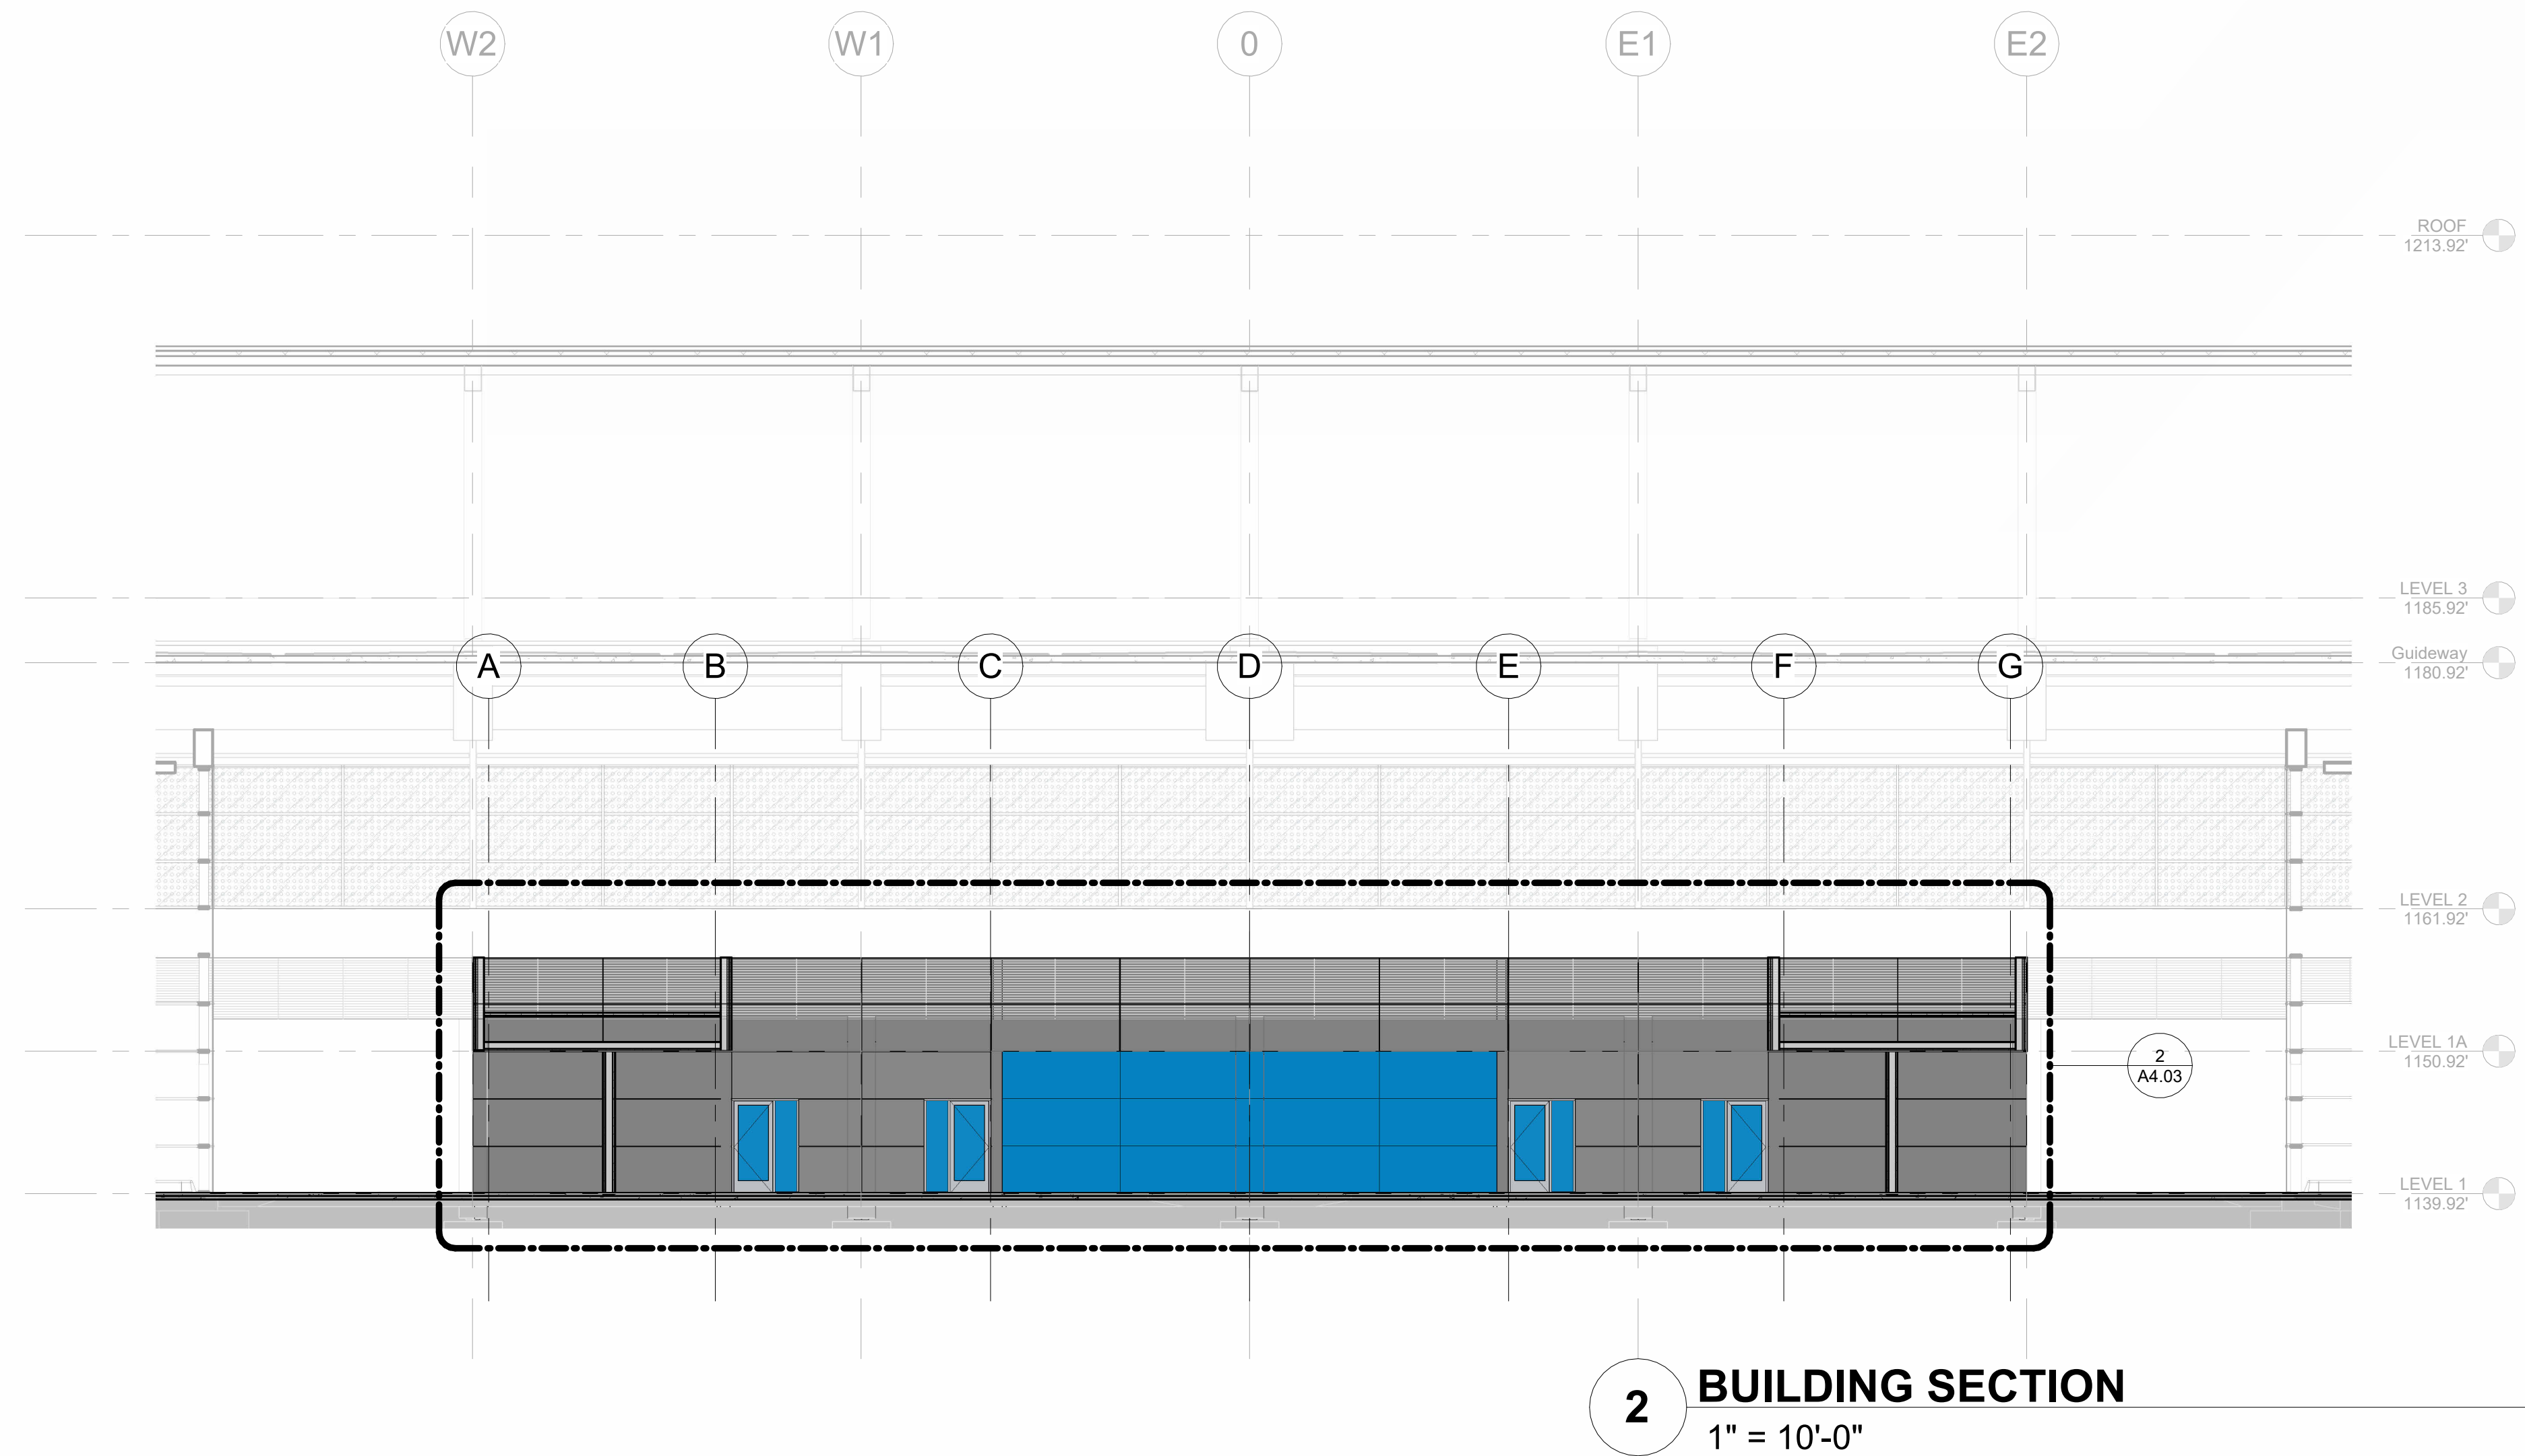 W2 W1 0 E1 E2
ROOF
1213.92'
LEVEL 3
1185.92'
Guideway
1180.92'
A B C D E F G
LEVEL 2
1161.92'
LEVEL 1A
1150.92'
2
A4.03
LEVEL 1
1139.92'
2 BUILDING SECTION
1" = 10'-0"